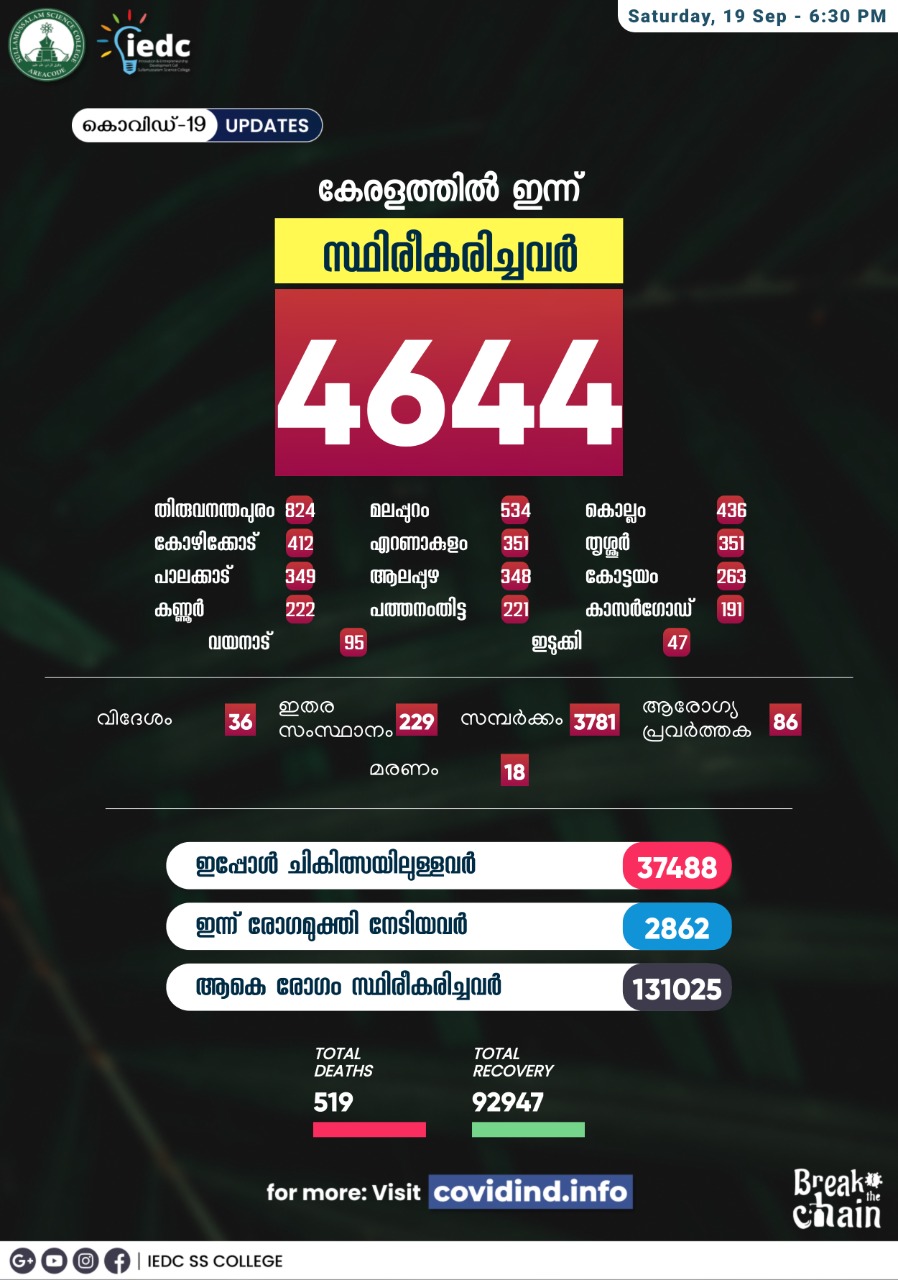 Saturday, 19 Sep - 6:30 PM
SULLAMUSSALAM SCIENCE COLLEGE
AREACODE
iedc
കൊവിഡ്-19 UPDATES
കേരളത്തിൽ ഇന്ന്
സ്ഥിരീകരിച്ചവർ
4644
തിരുവനന്തപുരം 824 മലപ്പുറം 534 കൊല്ലം 436
കോഴിക്കോട് 412 എറണാകുളം 351 തൃശ്ശൂർ 351
പാലക്കാട് 349 ആലപ്പുഴ 348 കോട്ടയം 263
കണ്ണൂർ 222 പത്തനംതിട്ട 221 കാസർഗോഡ് 191
വയനാട് 95 ഇടുക്കി 47
വിദേശം 36 ഇതര സംസ്ഥാനം 229 സമ്പർക്കം 3781 ആരോഗ്യ പ്രവർത്തക 86
മരണം 18
ഇപ്പോൾ ചികിത്സയിലുള്ളവർ 37488
ഇന്ന് രോഗമുക്തി നേടിയവർ 2862
ആകെ രോഗം സ്ഥിരീകരിച്ചവർ 131025
TOTAL DEATHS
519
TOTAL RECOVERY
92947
for more: Visit covidind.info
Break the chain
IEDC SS COLLEGE